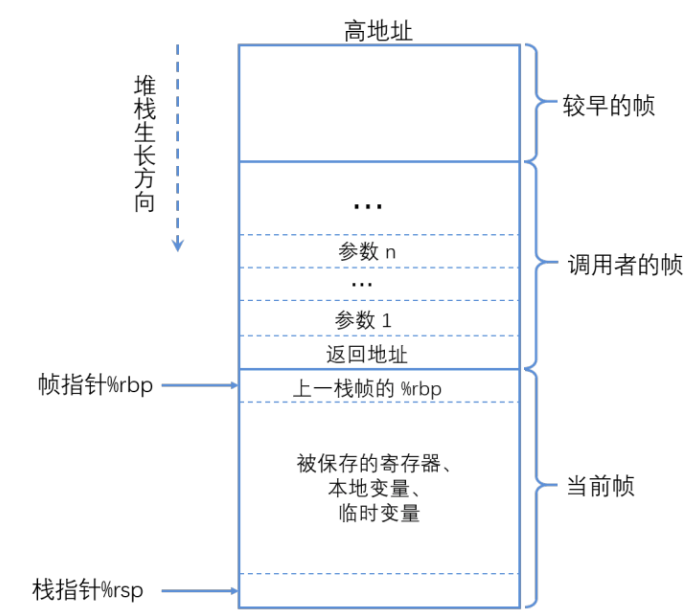 高地址
堆栈生长方向
较早的帧
...
参数 n
...
参数 1
返回地址
调用者的帧
帧指针%rbp
上一栈帧的 %rbp
被保存的寄存器、
本地变量、
临时变量
当前帧
栈指针%rsp